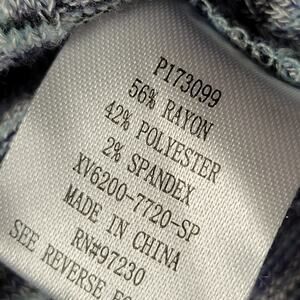 P173099
56% RAYON
42% POLYESTER
2% SPANDEX
XV6200-7720-SP
MADE IN CHINA
RN#97230
SEE REVERSE